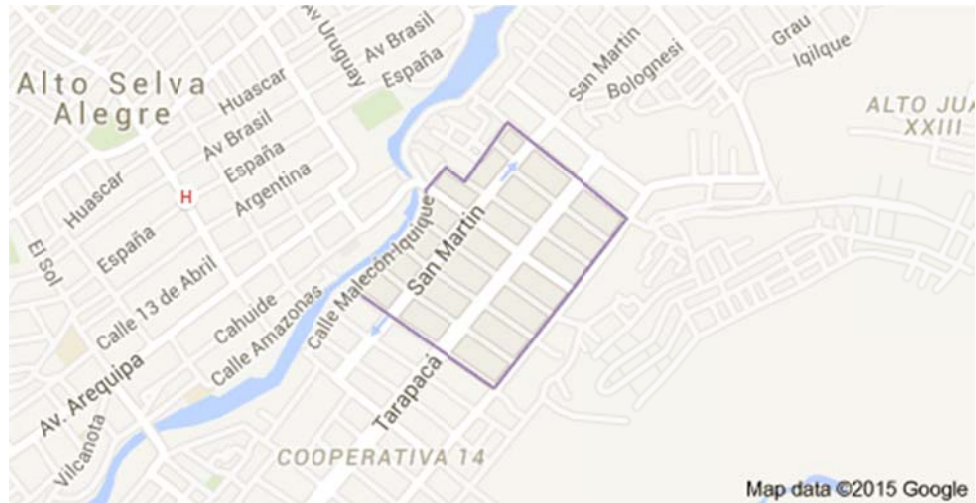 Av Uruguay
Av Brasil
España
San Martin
Bolognesi
Grau
Iqilque
Alto Selva
Alegre
Huascar
Av Brasil
España
Argentina
ALTO JUA
XXIII
H
Huascar
España
El Sol
Calle 13 de Abril
Cahuide
Calle Amazonas
Calle Malecón Iquique
San Martin
Av. Arequipa
Tarapacá
Vilcanota
COOPERATIVA 14
Map data ©2015 Google